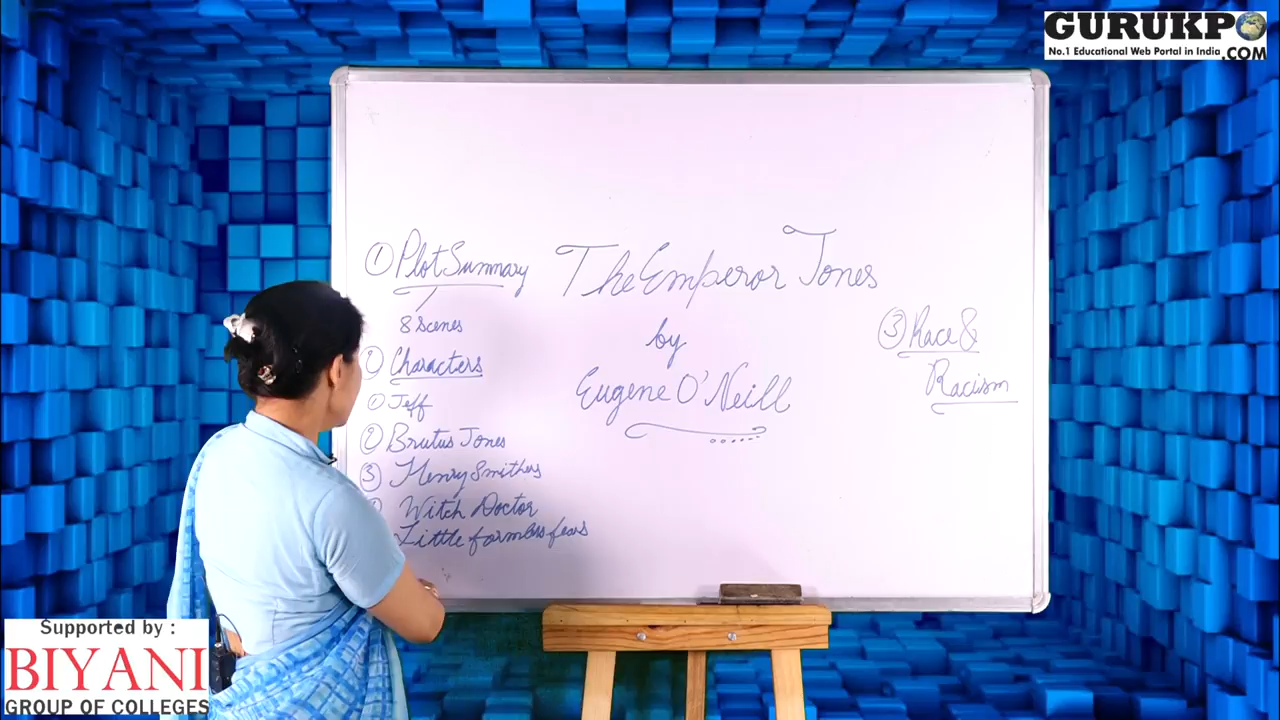 GURUKPO
No.1 Educational Web Portal in India
.COM
① Plot Summary
8 Scenes
Characters
① Jeff
② Brutus Jones
③ Henry Smithers
Witch Doctor
Little formless fears
The Emperor Jones
by
Eugene O'Neill
③ Race &
Racism
Supported by :
BIYANI
GROUP OF COLLEGES